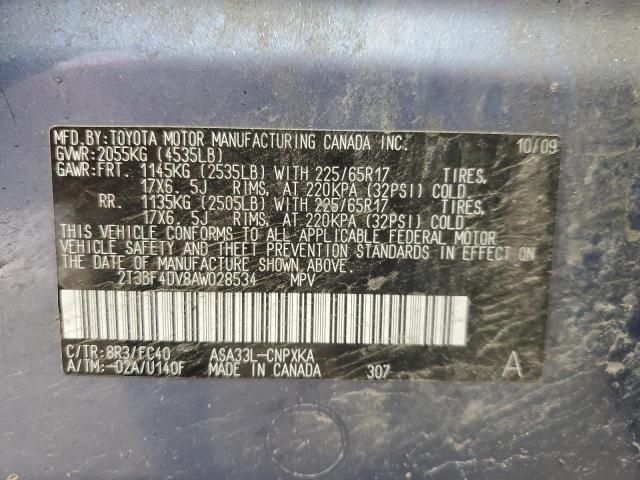 MFD.BY:TOYOTA MOTOR MANUFACTURING CANADA INC. 10/09
GVWR:2055KG (4535LB)
GAWR:FRT. 1145KG (2535LB) WITH 225/65R17 TIRES,
17X6.5J RIMS, AT 220KPA (32PSI) COLD.
RR. 1135KG (2505LB) WITH 225/65R17 TIRES,
17X6.5J RIMS, AT 220KPA (32PSI) COLD.
THIS VEHICLE CONFORMS TO ALL APPLICABLE FEDERAL MOTOR
VEHICLE SAFETY AND THEFT PREVENTION STANDARDS IN EFFECT ON
THE DATE OF MANUFACTURE SHOWN ABOVE.
2T3BF4DV8AW028534 MPV
C/TR:8R3/FC40 ASA33L-CNPXKA
A/TM:-02A/U140F MADE IN CANADA 307 A